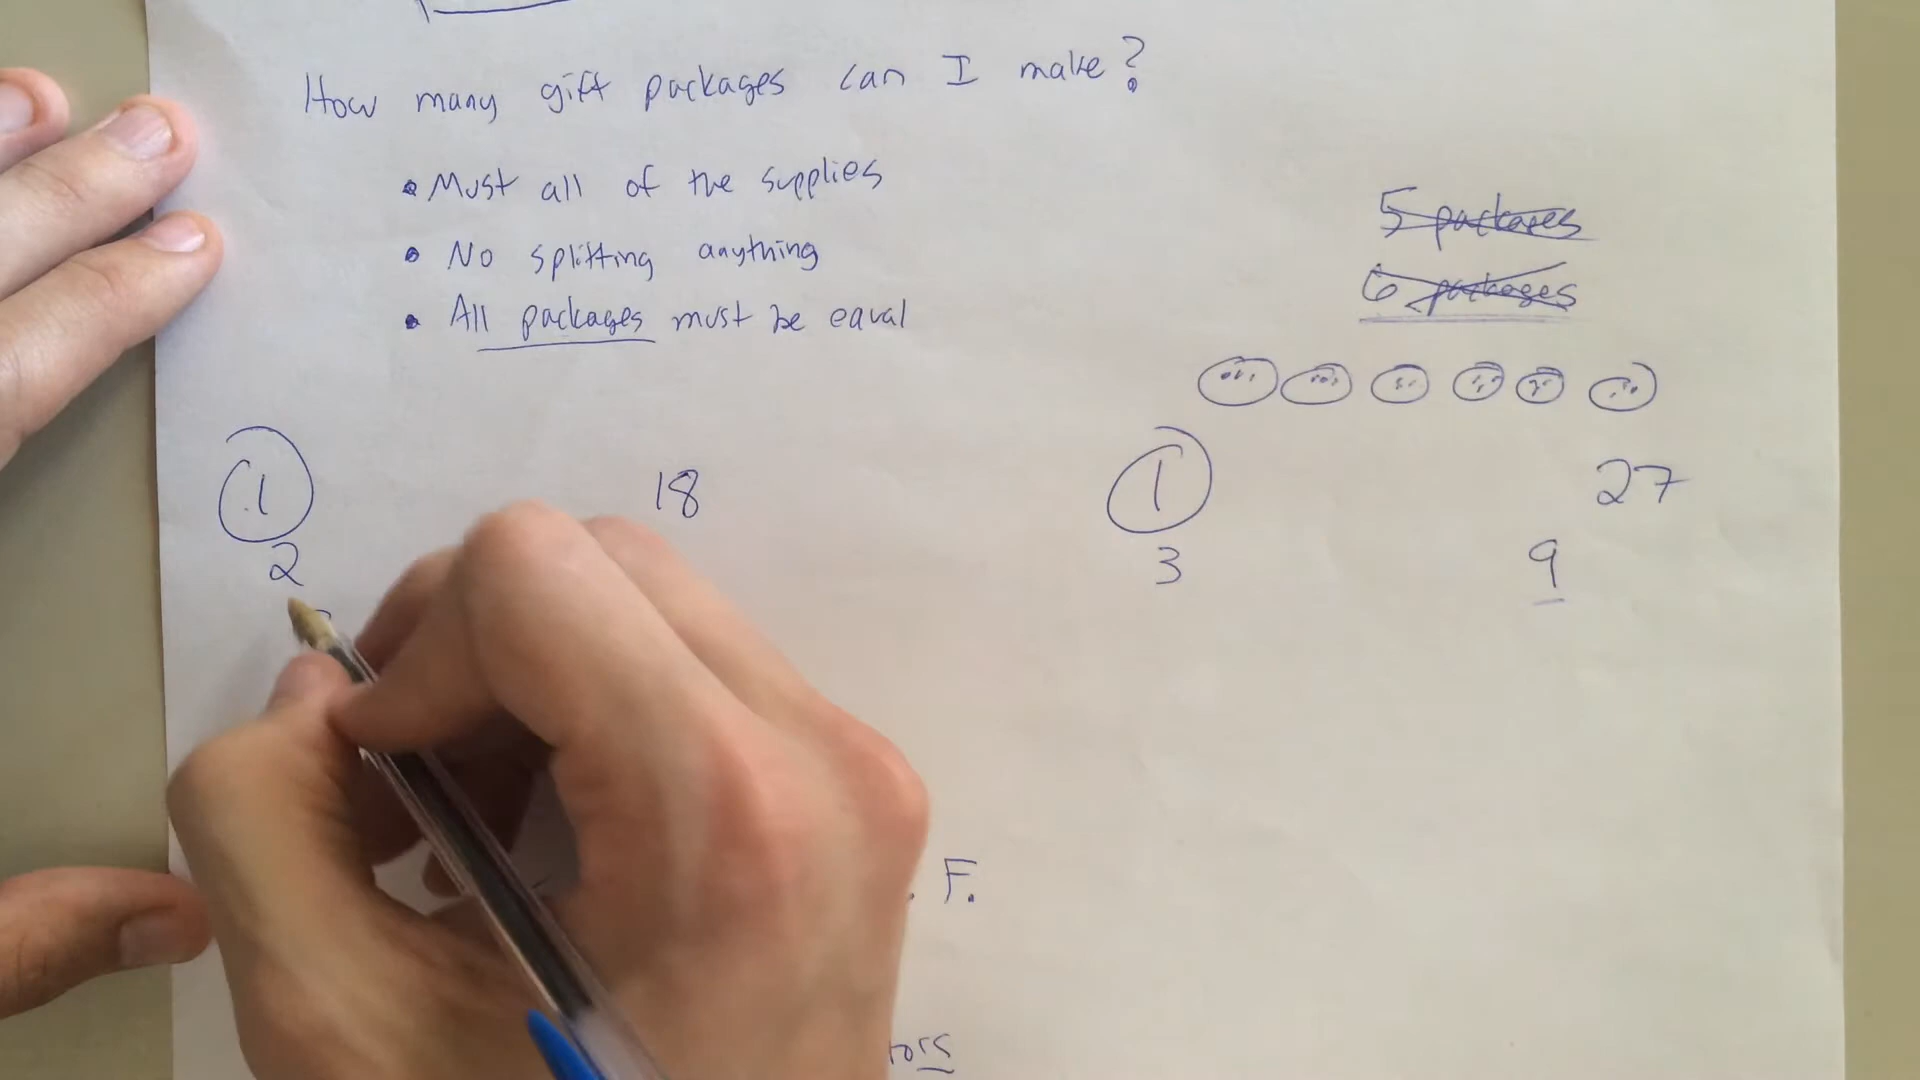 How many gift packages can I make?
• Must all of the supplies
• No splitting anything
• All packages must be equal
5 packages
6 packages
1 18
2
1 27
3 9
. F.
tors